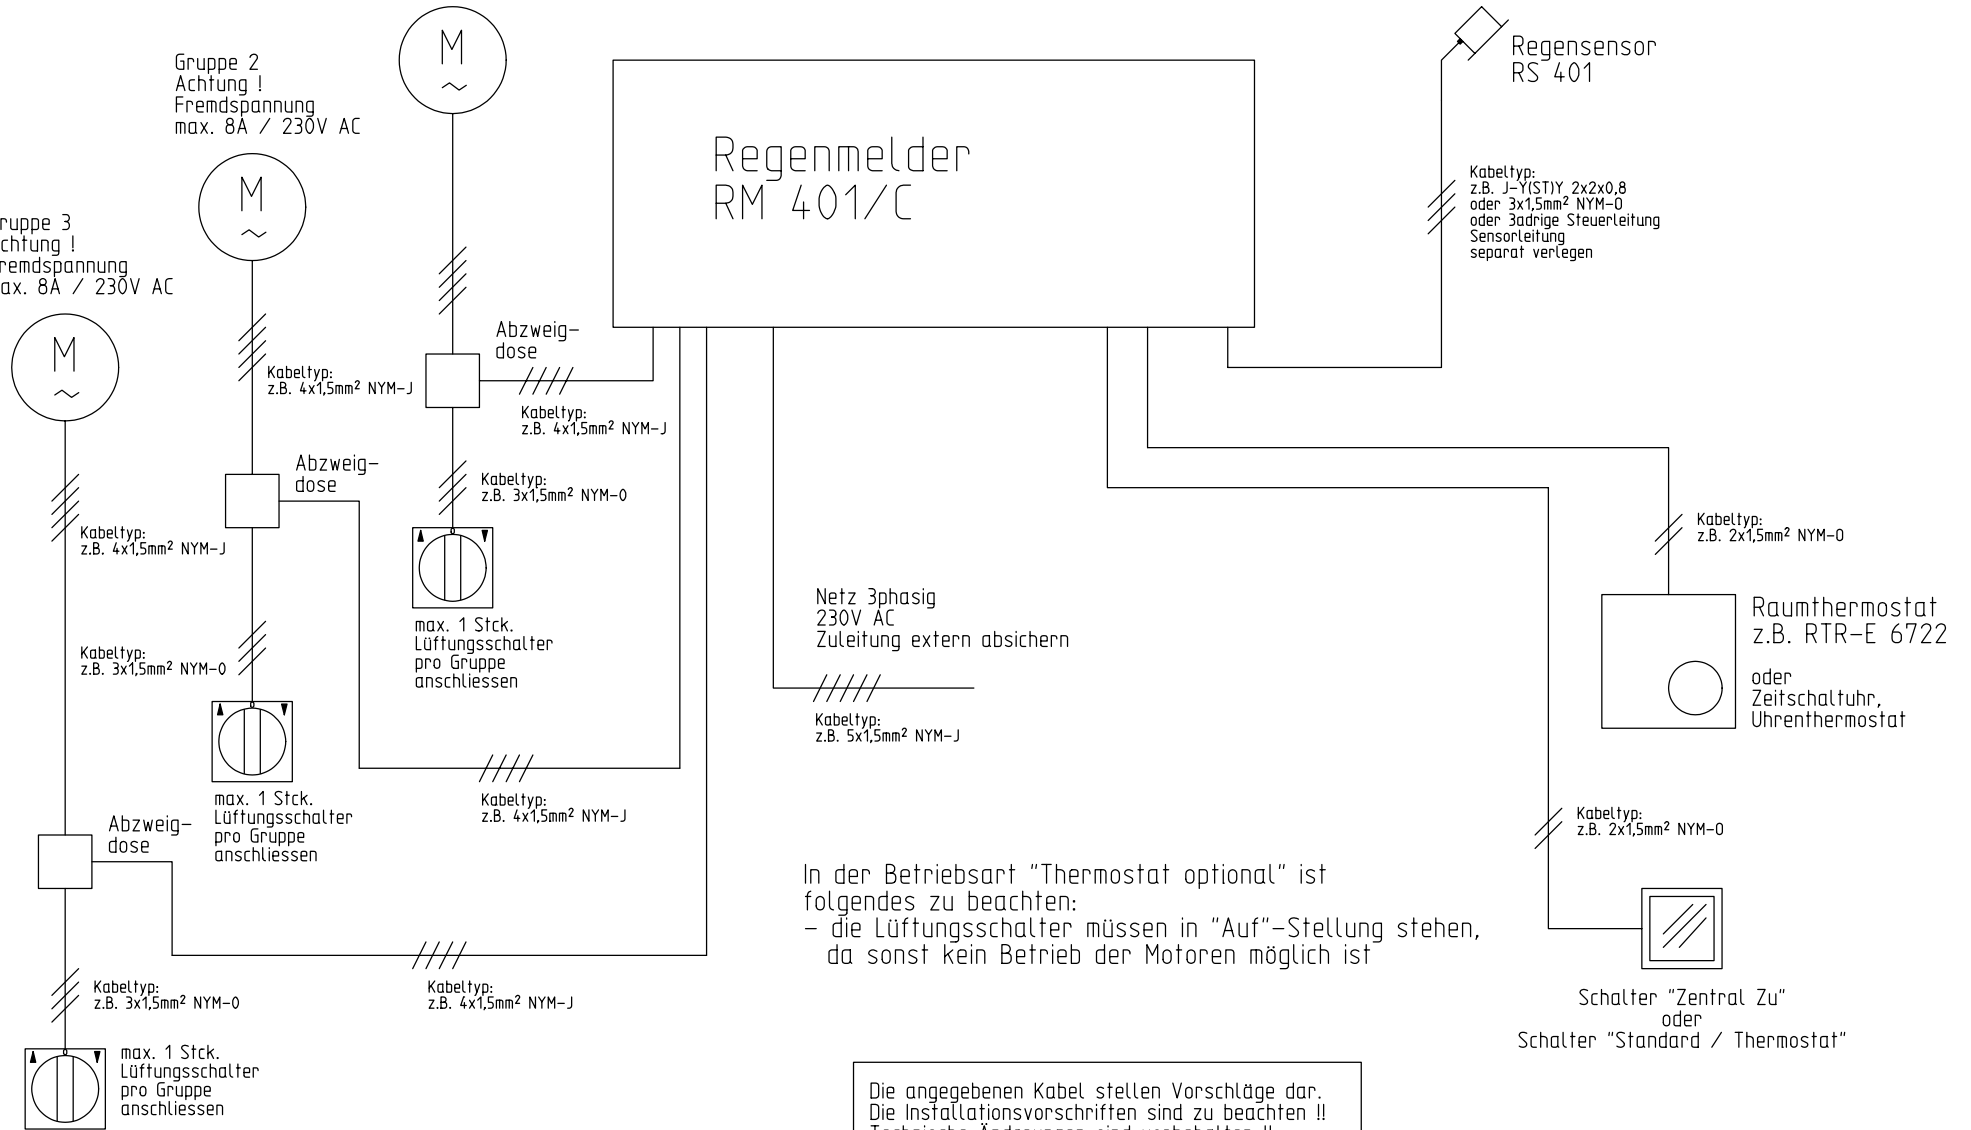 M
Gruppe 2
Achtung !
Fremdspannung
max. 8A / 230V AC
M
ruppe 3
chtung !
remdspannung
ax. 8A / 230V AC
M
Regenmelder
RM 401/C
Regensensor
RS 401
Kabeltyp:
z.B. J-Y(ST)Y 2x2x0,8
oder 3x1,5mm² NYM-O
oder 3adrige Steuerleitung
Sensorleitung
separat verlegen
Abzweig-
dose
Kabeltyp:
z.B. 4x1,5mm² NYM-J
Kabeltyp:
z.B. 4x1,5mm² NYM-J
Abzweig-
dose
Kabeltyp:
z.B. 3x1,5mm² NYM-O
Kabeltyp:
z.B. 4x1,5mm² NYM-J
0
max. 1 Stck.
Lüftungsschalter
pro Gruppe
anschliessen
Kabeltyp:
z.B. 3x1,5mm² NYM-O
0
max. 1 Stck.
Lüftungsschalter
pro Gruppe
anschliessen
Netz 3phasig
230V AC
Zuleitung extern absichern
Kabeltyp:
z.B. 5x1,5mm² NYM-J
Kabeltyp:
z.B. 4x1,5mm² NYM-J
Kabeltyp:
z.B. 2x1,5mm² NYM-O
Raumthermostat
z.B. RTR-E 6722
oder
Zeitschaltuhr,
Uhrenthermostat
Abzweig-
dose
Kabeltyp:
z.B. 2x1,5mm² NYM-O
In der Betriebsart "Thermostat optional" ist
folgendes zu beachten:
- die Lüftungsschalter müssen in "Auf"-Stellung stehen,
da sonst kein Betrieb der Motoren möglich ist
Kabeltyp:
z.B. 3x1,5mm² NYM-O
Kabeltyp:
z.B. 4x1,5mm² NYM-J
Schalter "Zentral Zu"
oder
Schalter "Standard / Thermostat"
0
max. 1 Stck.
Lüftungsschalter
pro Gruppe
anschliessen
Die angegebenen Kabel stellen Vorschläge dar.
Die Installationsvorschriften sind zu beachten !!
Technische Änderungen sind vorbehalten !!